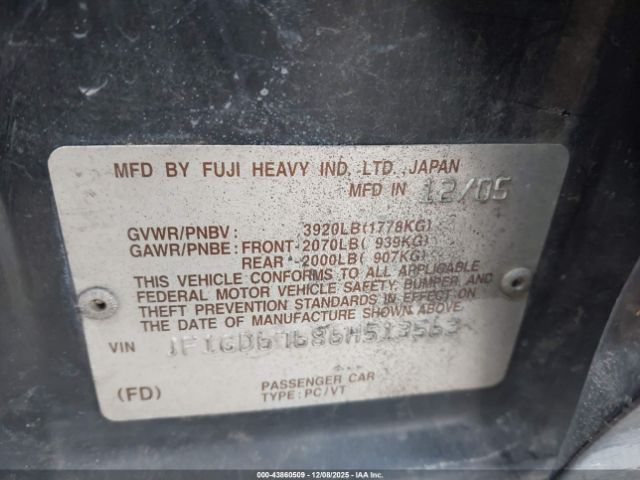 MFD BY FUJI HEAVY IND. LTD., JAPAN
MFD IN 12/05
GVWR/PNBV: 3920LB(1778KG)
GAWR/PNBE: FRONT-2070LB( 939KG)
REAR -2000LB( 907KG)
THIS VEHICLE CONFORMS TO ALL APPLICABLE
FEDERAL MOTOR VEHICLE SAFETY, BUMPER, AND
THEFT PREVENTION STANDARDS IN EFFECT ON
THE DATE OF MANUFACTURE SHOWN ABOVE.
VIN
(FD)
PASSENGER CAR
TYPE: PC/VT
000-43860509 - 12/08/2025 - IAA Inc.